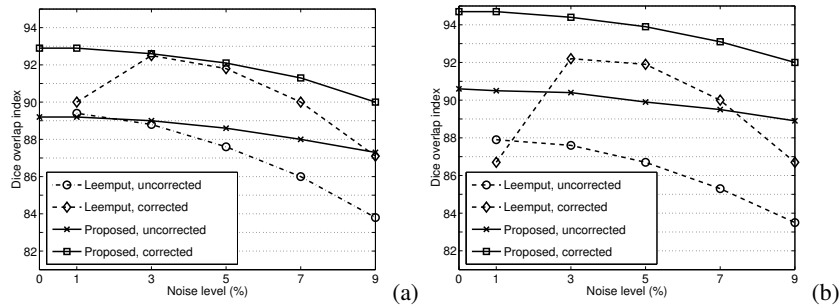 94
92
90
88
86
84
82
Dice overlap index
Leemput, uncorrected
Leemput, corrected
Proposed, uncorrected
Proposed, corrected
0 1 3 5 7 9
Noise level (%)
(a)
94
92
90
88
86
84
82
Dice overlap index
Leemput, uncorrected
Leemput, corrected
Proposed, uncorrected
Proposed, corrected
0 1 3 5 7 9
Noise level (%)
(b)